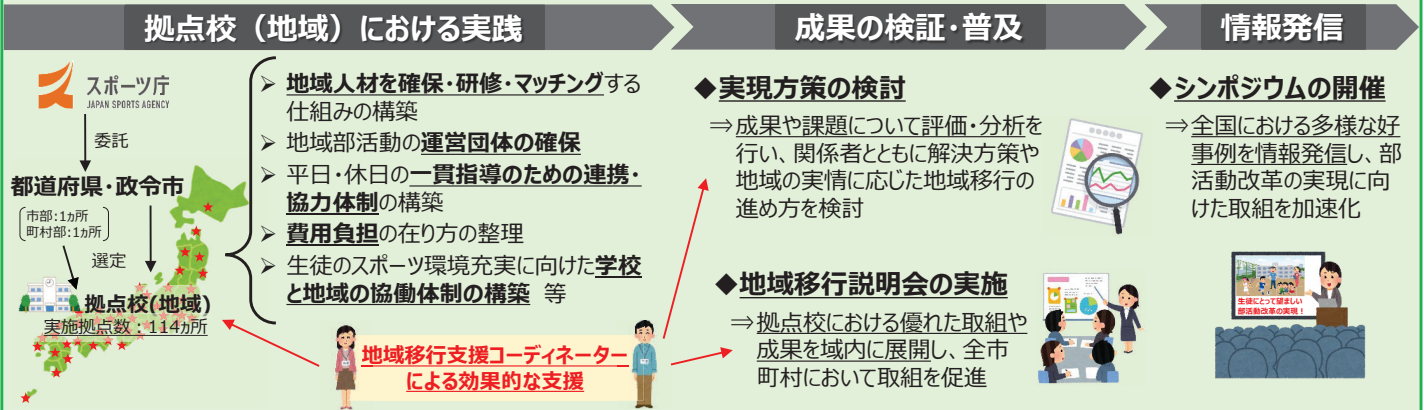 拠点校（地域）における実践
成果の検証･普及
情報発信
スポーツ庁
JAPAN SPORTS AGENCY
委託
都道府県･政令市
市部:1ヵ所
町村部:1ヵ所
選定
拠点校(地域)
実施拠点数：114ヵ所
➢ 地域人材を確保･研修･マッチングする
仕組みの構築
➢ 地域部活動の運営団体の確保
➢ 平日・休日の一貫指導のための連携・
協力体制の構築
➢ 費用負担の在り方の整理
➢ 生徒のスポーツ環境充実に向けた学校
と地域の協働体制の構築　等
地域移行支援コーディネーター
による効果的な支援
◆実現方策の検討
⇒成果や課題について評価･分析を
行い、関係者とともに解決方策や
地域の実情に応じた地域移行の
進め方を検討
◆地域移行説明会の実施
⇒拠点校における優れた取組や
成果を域内に展開し、全市
町村において取組を促進
◆シンポジウムの開催
⇒全国における多様な好
事例を情報発信し、部
活動改革の実現に向
けた取組を加速化
生徒にとって望ましい
部活動改革の実現！